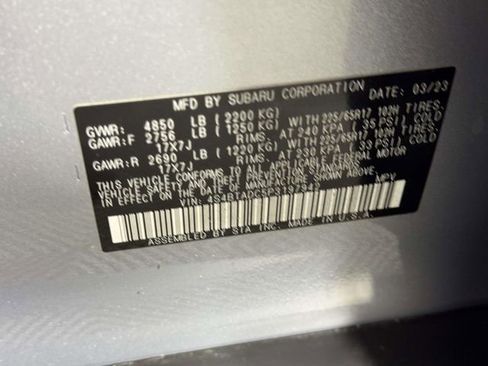 MFD BY SUBARU CORPORATION DATE: 03/23
GVWR: 4850 LB (2200 KG)
GAWR:F 2756 LB (1250 KG) WITH 225/65R17 102H TIRES.
17X7J RIMS. AT 240 KPA (35 PSI) COLD
GAWR:R 2690 LB (1220 KG) WITH 225/65R17 102H TIRES.
17X7J RIMS. AT 230 KPA (33 PSI) COLD
THIS VEHICLE CONFORMS TO ALL APPLICABLE FEDERAL MOTOR
VEHICLE SAFETY AND THEFT PREVENTION STANDARDS
IN EFFECT ON THE DATE OF MANUFACTURE SHOWN ABOVE.
VIN: MPV
ASSEMBLED BY SIA INC. MADE IN U.S.A.